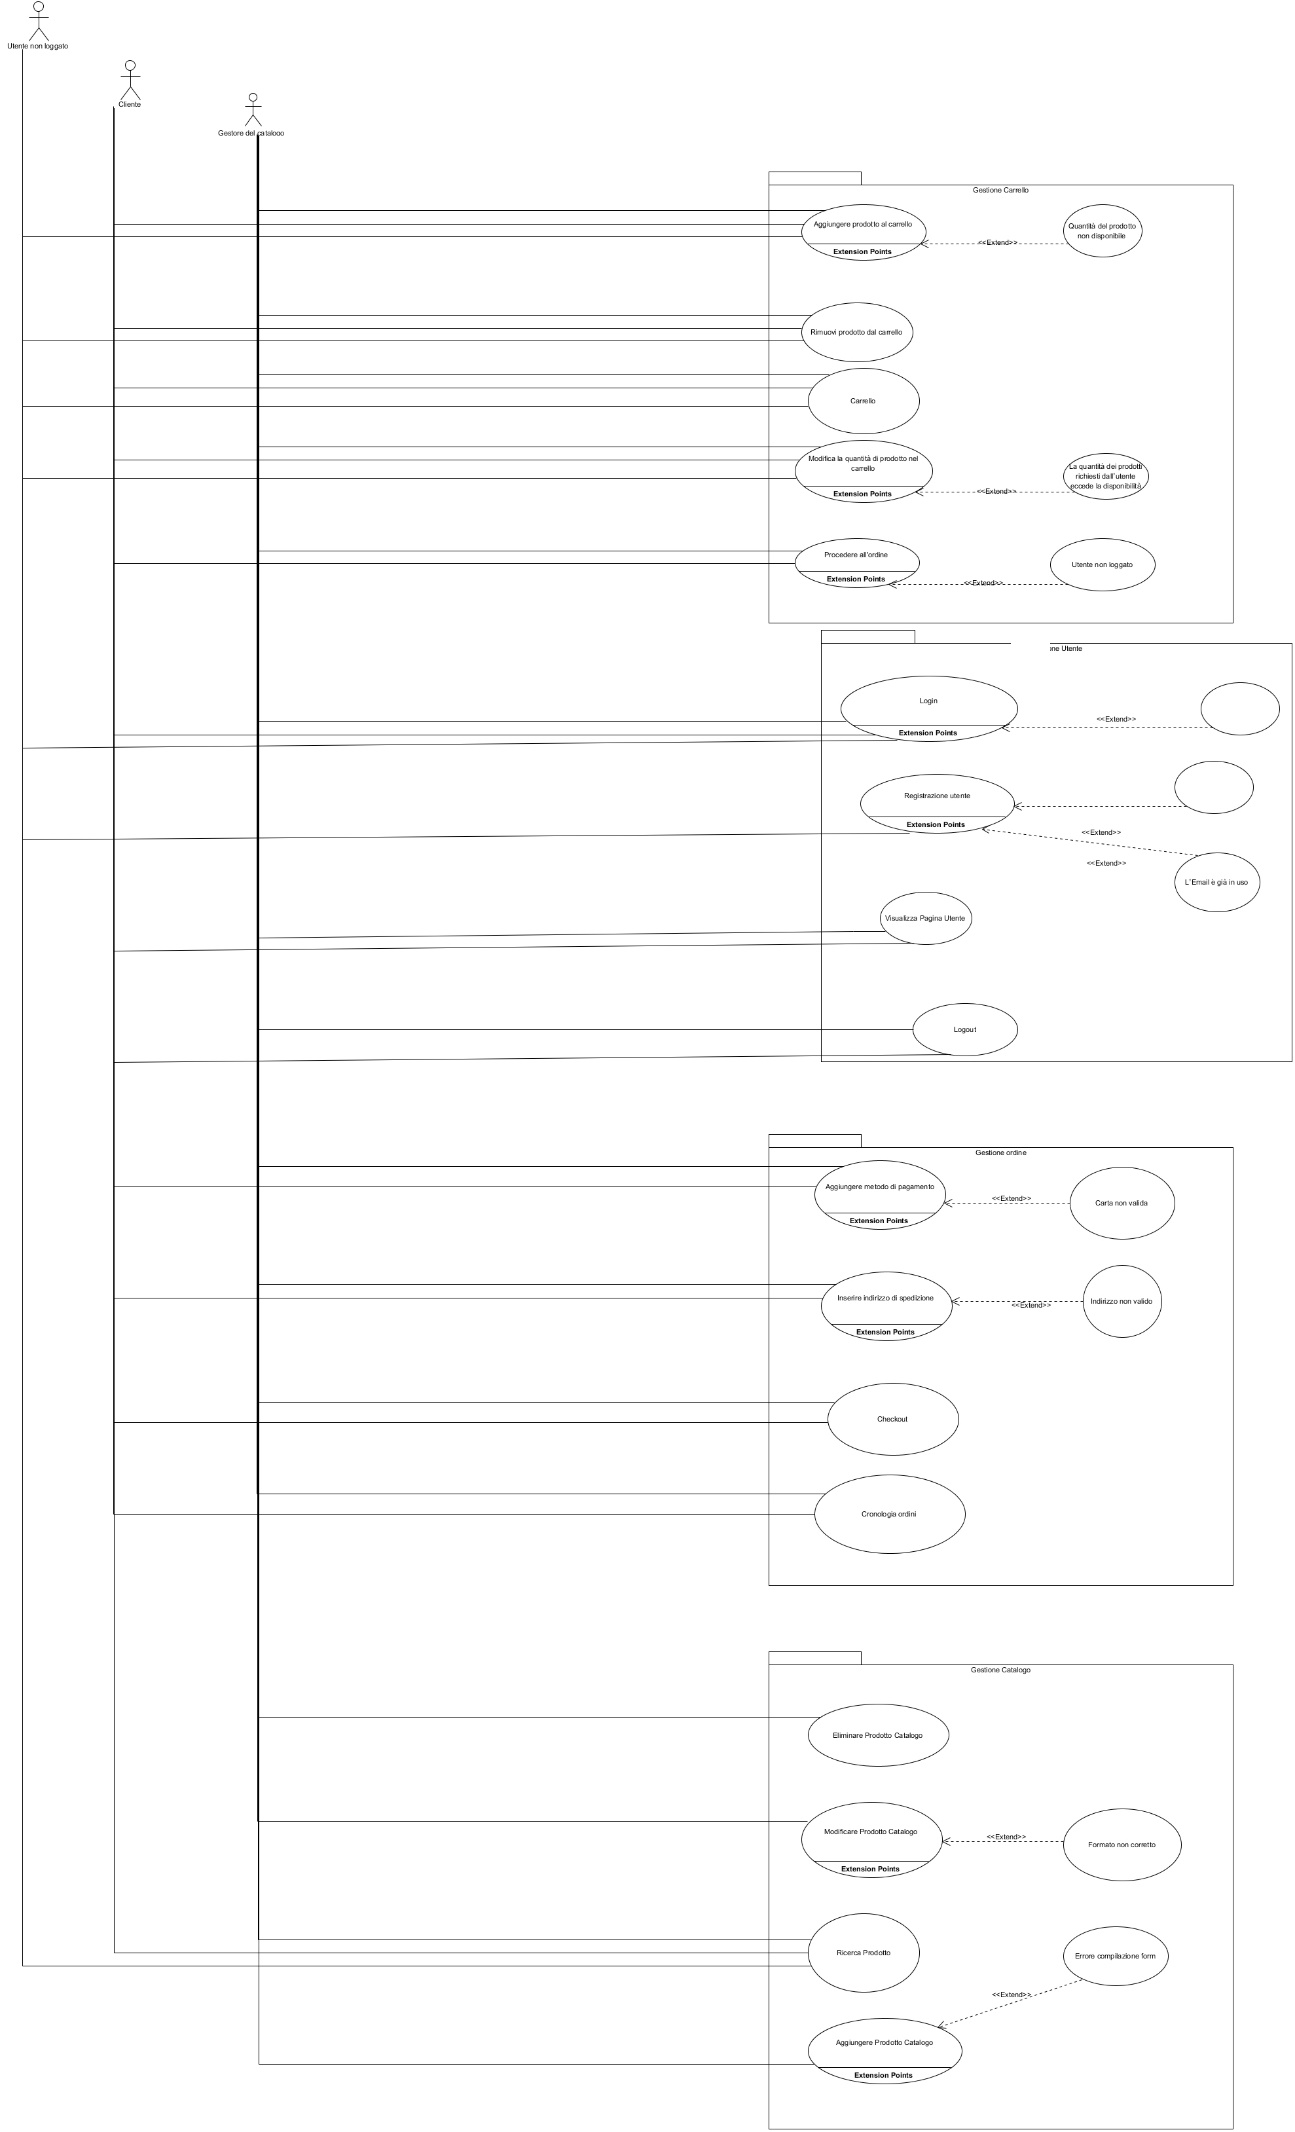 Utente non loggato
Cliente
Gestore del catalogo
Gestione Carrello
Aggiungere prodotto al carrello
Extension Points
<<Extend>>
Quantità del prodotto
non disponibile
Rimuovi prodotto dal carrello
Carrello
Modifica la quantità di prodotto nel
carrello
Extension Points
<<Extend>>
La quantità dei prodotti
richiesti dall'utente
eccede la disponibilità
Procedere all'ordine
Extension Points
<<Extend>>
Utente non loggato
ne Utente
Login
Extension Points
<<Extend>>
Registrazione utente
Extension Points
<<Extend>>
<<Extend>>
L'Email è già in uso
Visualizza Pagina Utente
Logout
Gestione ordine
Aggiungere metodo di pagamento
Extension Points
<<Extend>>
Carta non valida
Inserire indirizzo di spedizione
Extension Points
<<Extend>>
Indirizzo non valido
Checkout
Cronologia ordini
Gestione Catalogo
Eliminare Prodotto Catalogo
Modificare Prodotto Catalogo
Extension Points
<<Extend>>
Formato non corretto
Ricerca Prodotto
Errore compilazione form
<<Extend>>
Aggiungere Prodotto Catalogo
Extension Points